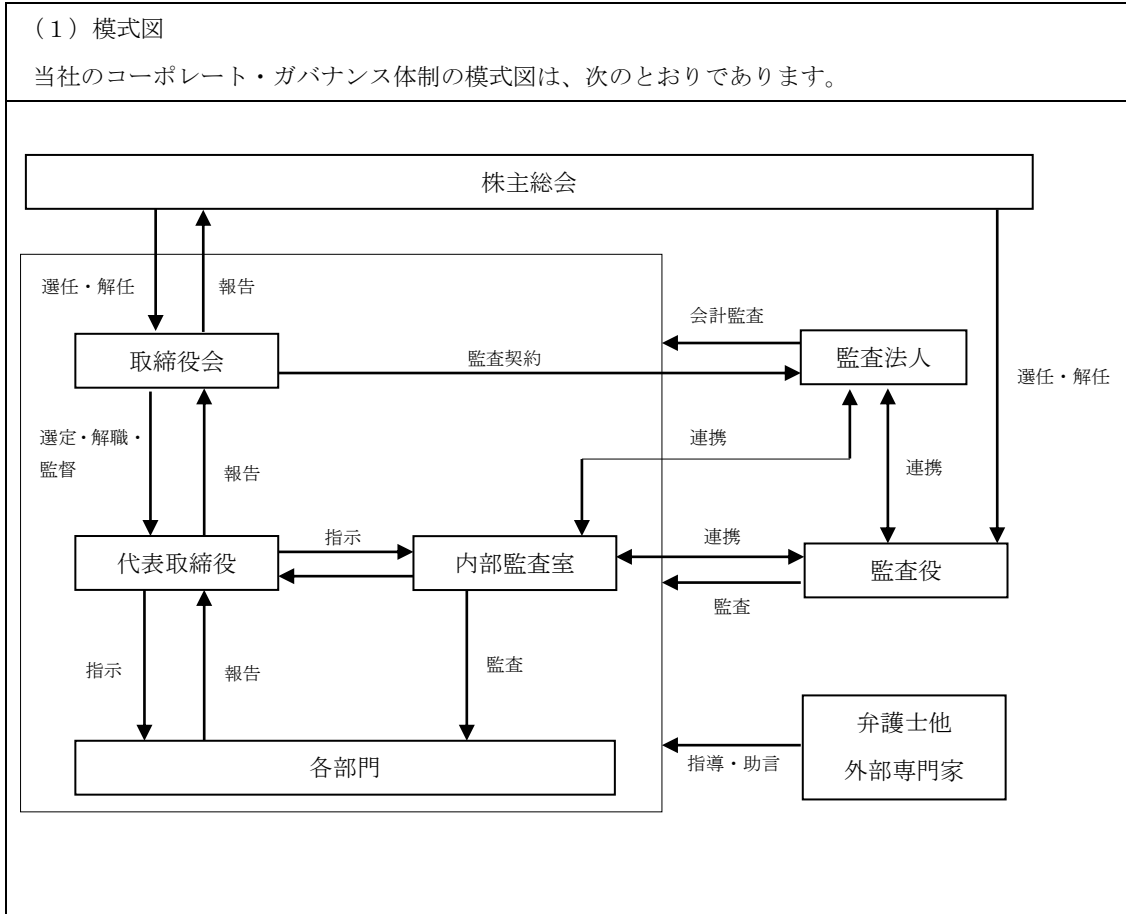 （１）模式図
当社のコーポレート・ガバナンス体制の模式図は、次のとおりであります。
株主総会
選任・解任
報告
会計監査
取締役会
監査契約
監査法人
選任・解任
選定・解職・
監督
報告
連携
連携
代表取締役
指示
内部監査室
連携
監査役
監査
指示
報告
監査
弁護士他
外部専門家
各部門
指導・助言